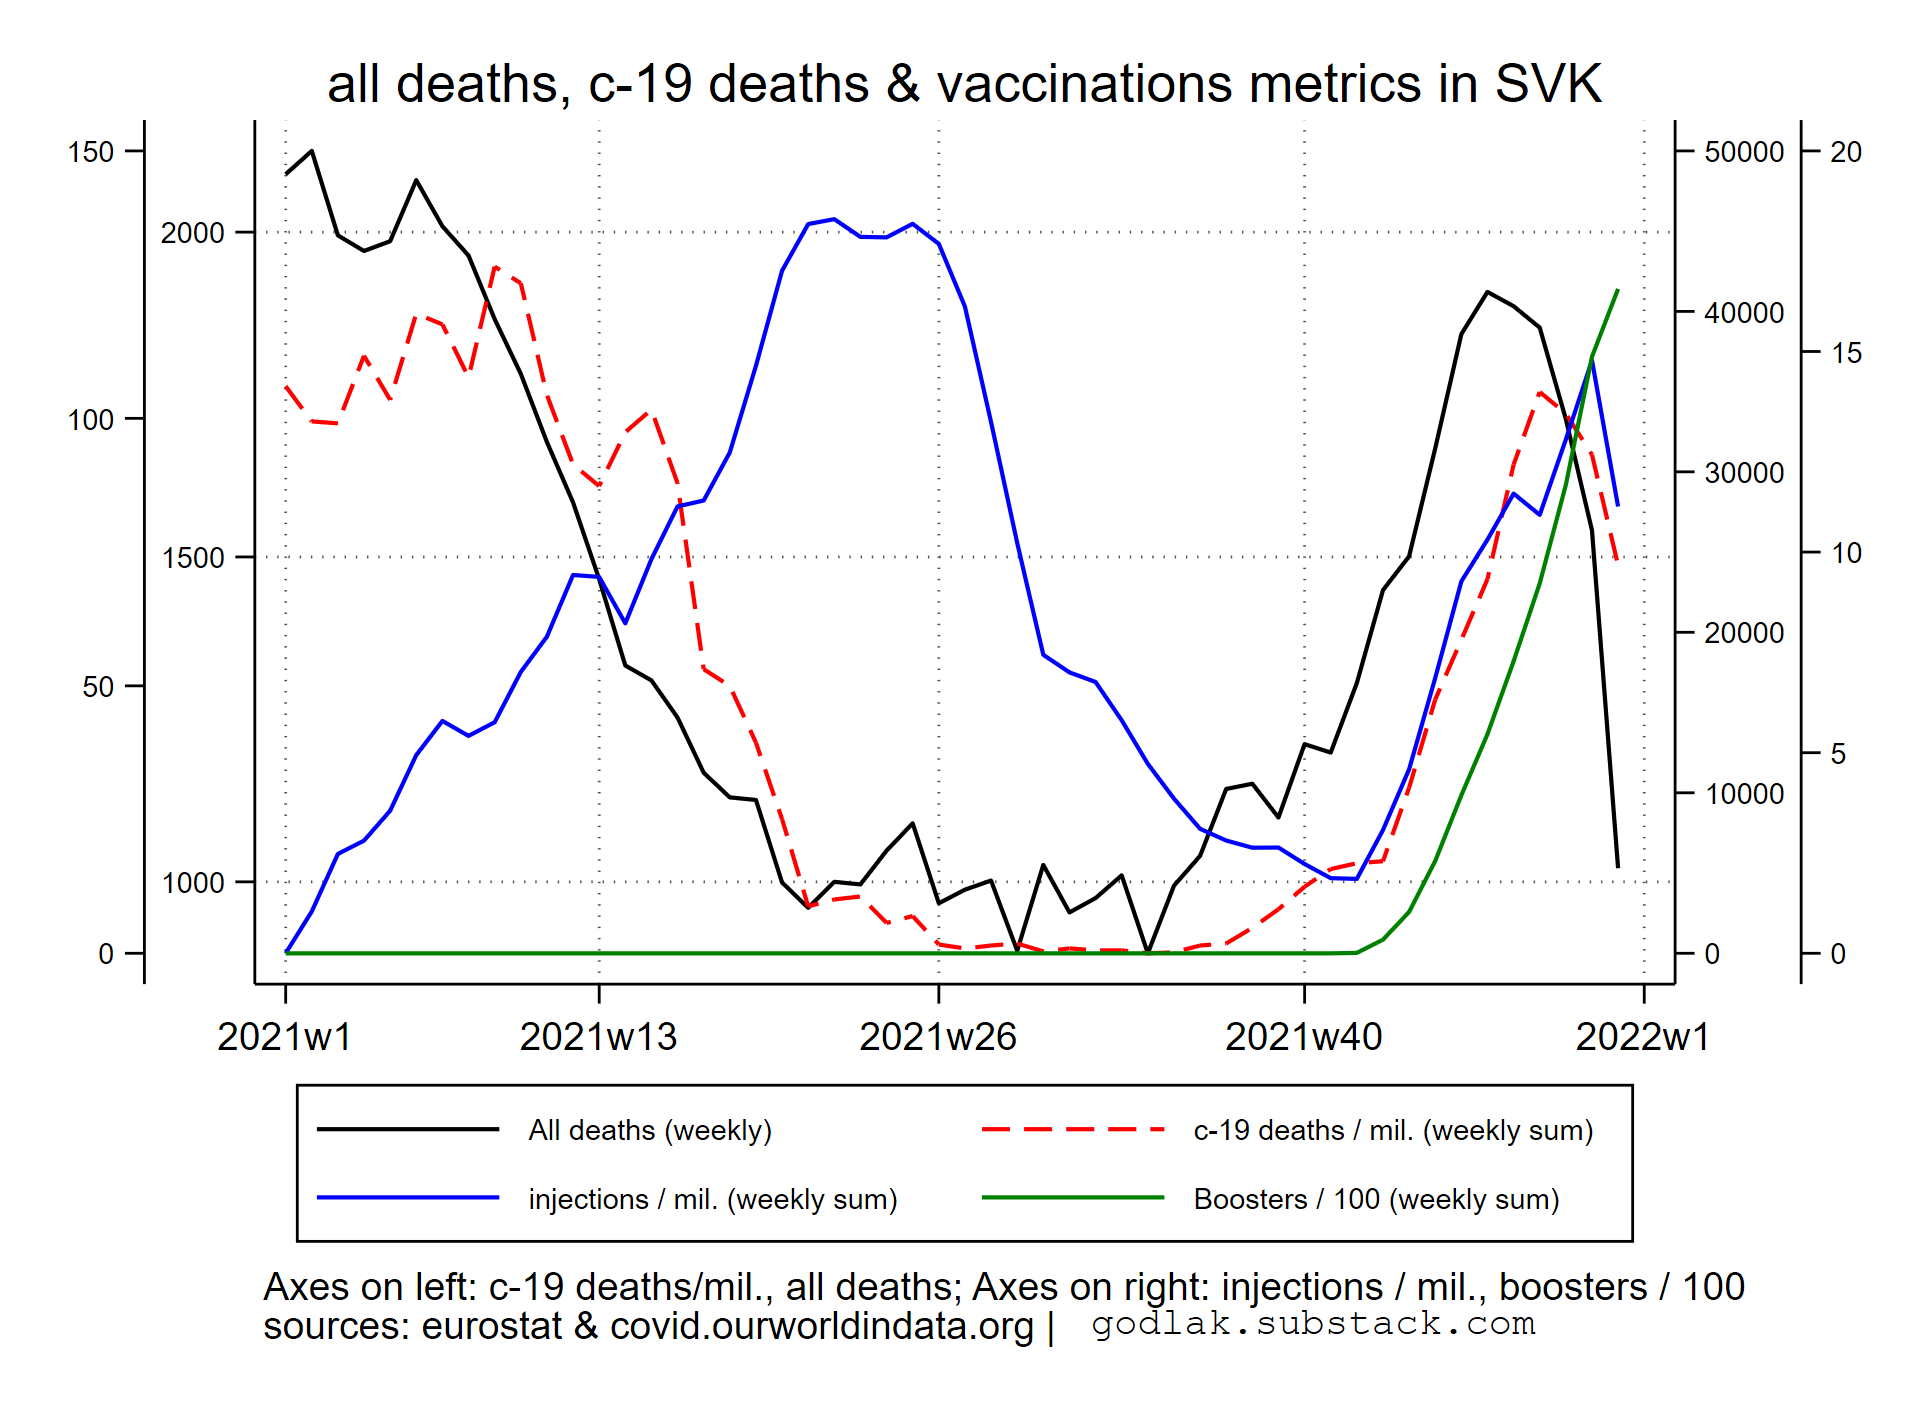 all deaths, c-19 deaths & vaccinations metrics in SVK
150
100
50
0
2000
1500
1000
50000
40000
30000
20000
10000
0
20
15
10
5
0
2021w1
2021w13
2021w26
2021w40
2022w1
All deaths (weekly)
c-19 deaths / mil. (weekly sum)
injections / mil. (weekly sum)
Boosters / 100 (weekly sum)
Axes on left: c-19 deaths/mil., all deaths; Axes on right: injections / mil., boosters / 100
sources: eurostat & covid.ourworldindata.org | godlak.substack.com